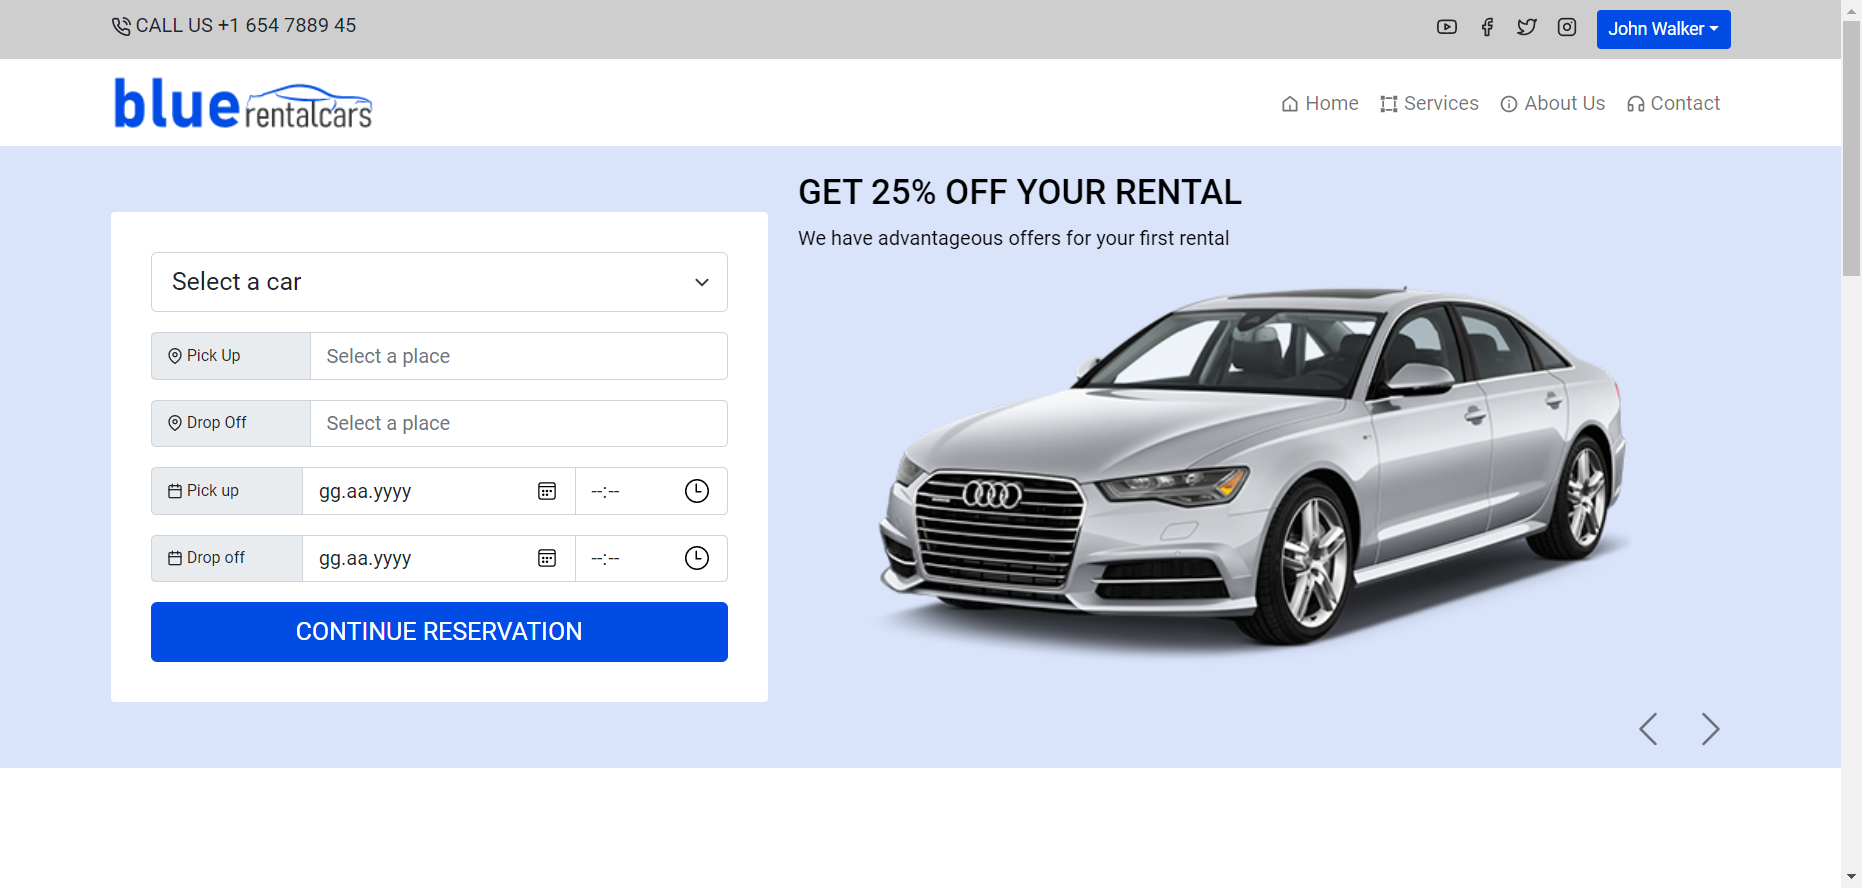 CALL US +1 654 7889 45
John Walker
blue rentalcars
Home Services About Us Contact
GET 25% OFF YOUR RENTAL
We have advantageous offers for your first rental
Select a car
Pick Up Select a place
Drop Off Select a place
Pick up gg.aa.yyyy --:--
Drop off gg.aa.yyyy --:--
CONTINUE RESERVATION